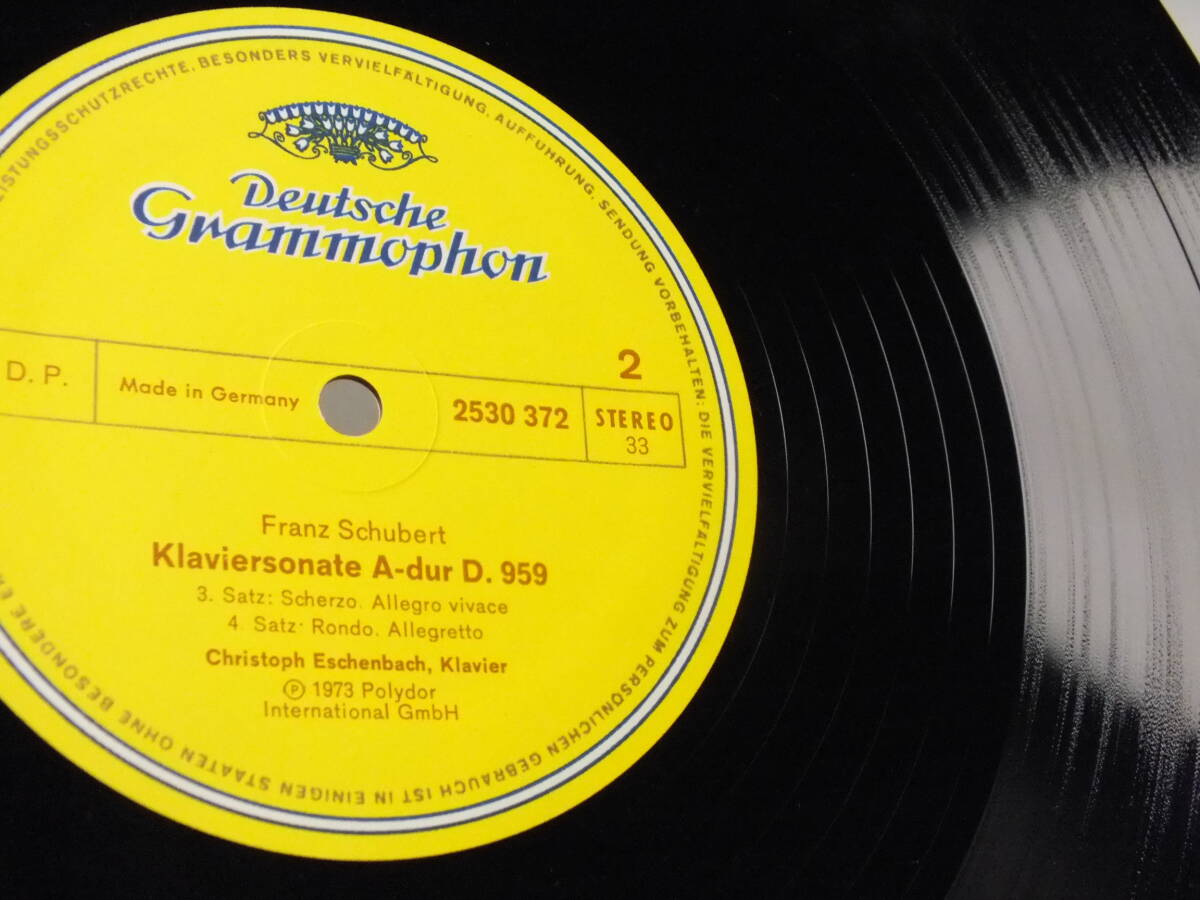 Deutsche
Grammophon
D. P.
Made in Germany
2530 372
2
STEREO
33
Franz Schubert
Klaviersonate A-dur D. 959
3. Satz: Scherzo. Allegro vivace
4. Satz· Rondo. Allegretto
Christoph Eschenbach, Klavier
Ⓟ 1973 Polydor
International GmbH
BESONDERS VERVIELFÄLTIGUNG, AUFFÜHRUNG, SENDUNG VORBEHALTEN; DIE VERVIELFÄLTIGUNG ZUM PERSÖNLICHEN GEBRAUCH IST IN EINIGEN STAATEN OHNE BESONDERE